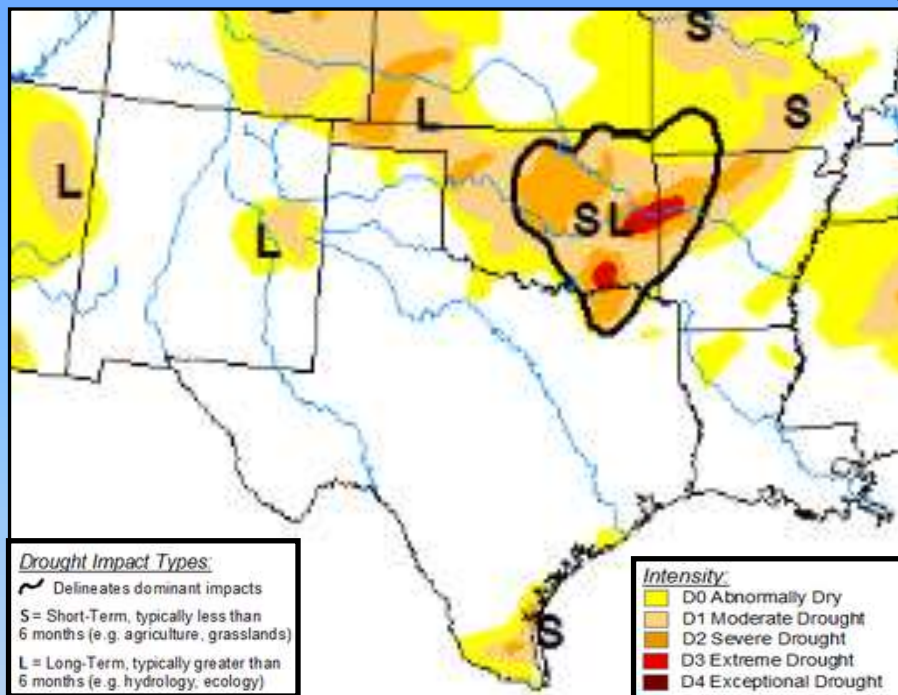 S
L
S
L
S L
L
S
Drought Impact Types:
Delineates dominant impacts
S = Short-Term, typically less than
6 months (e.g. agriculture, grasslands)
L = Long-Term, typically greater than
6 months (e.g. hydrology, ecology)
Intensity:
D0 Abnormally Dry
D1 Moderate Drought
D2 Severe Drought
D3 Extreme Drought
D4 Exceptional Drought